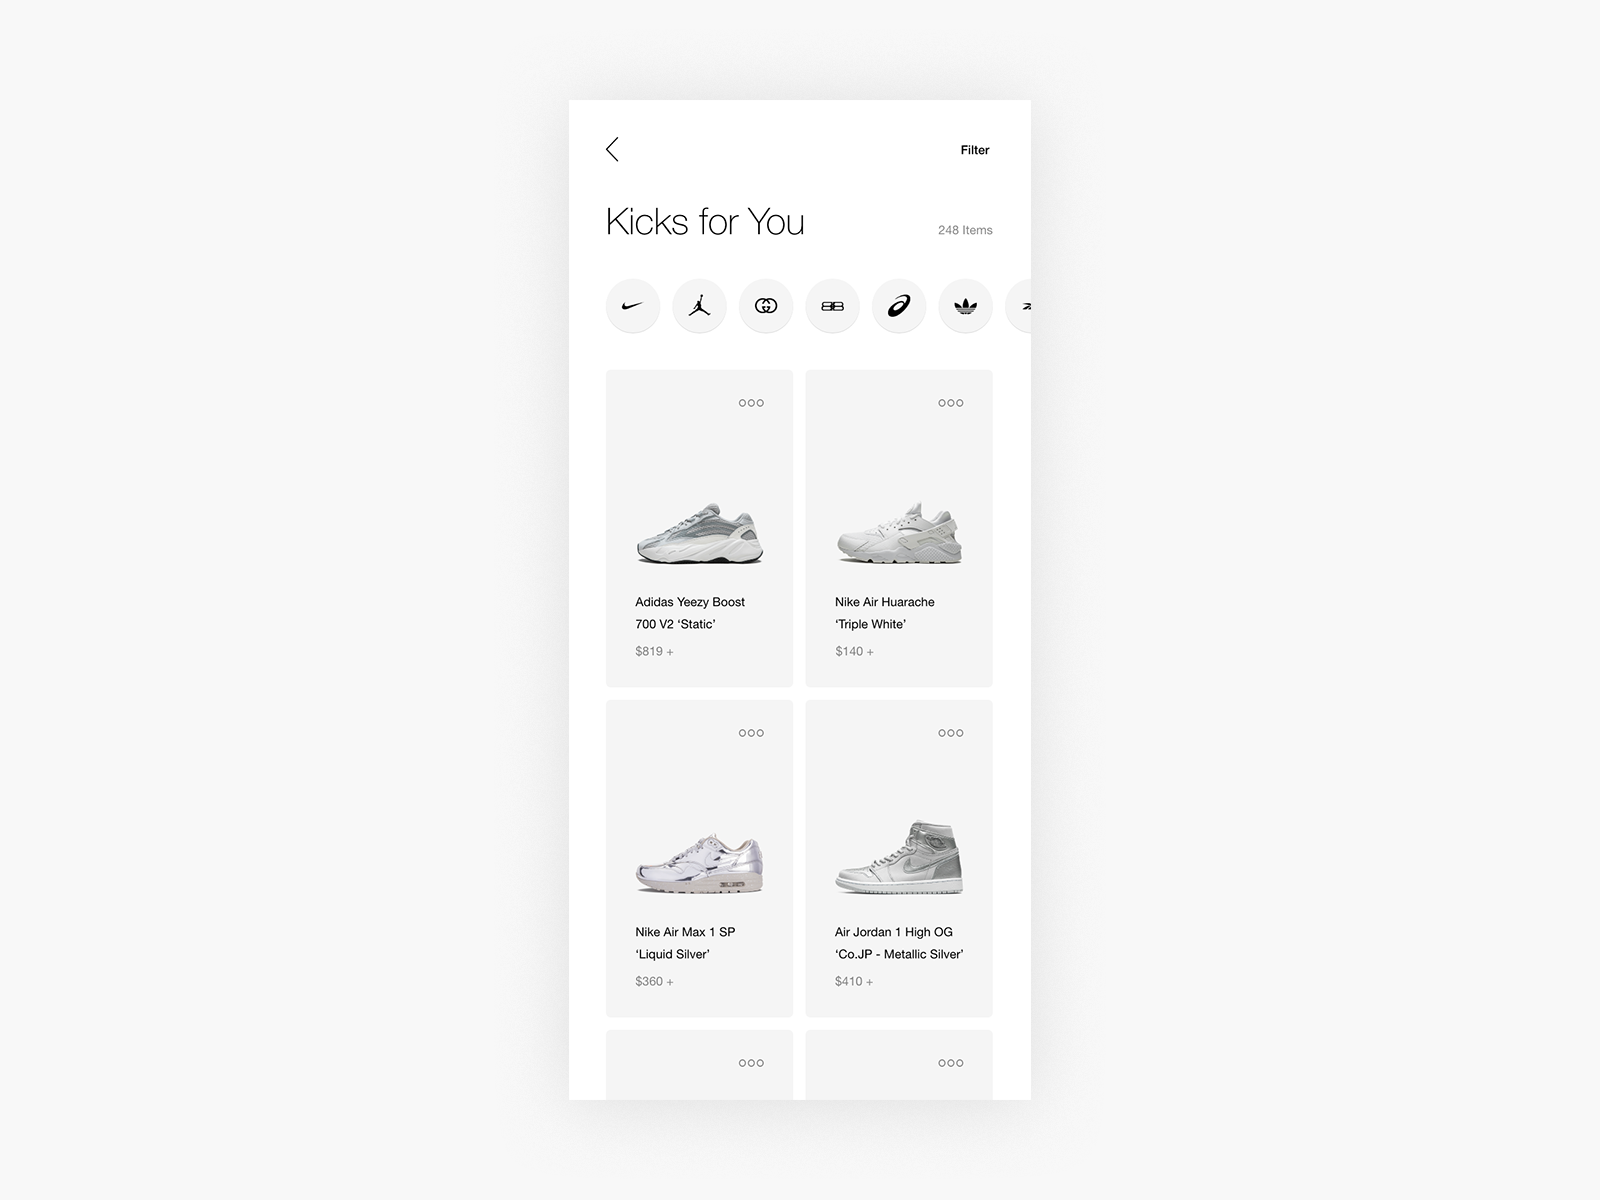 Filter
Kicks for You
248 Items
Adidas Yeezy Boost
700 V2 ‘Static’
$819 +
Nike Air Huarache
‘Triple White’
$140 +
Nike Air Max 1 SP
‘Liquid Silver’
$360 +
Air Jordan 1 High OG
‘Co.JP - Metallic Silver’
$410 +